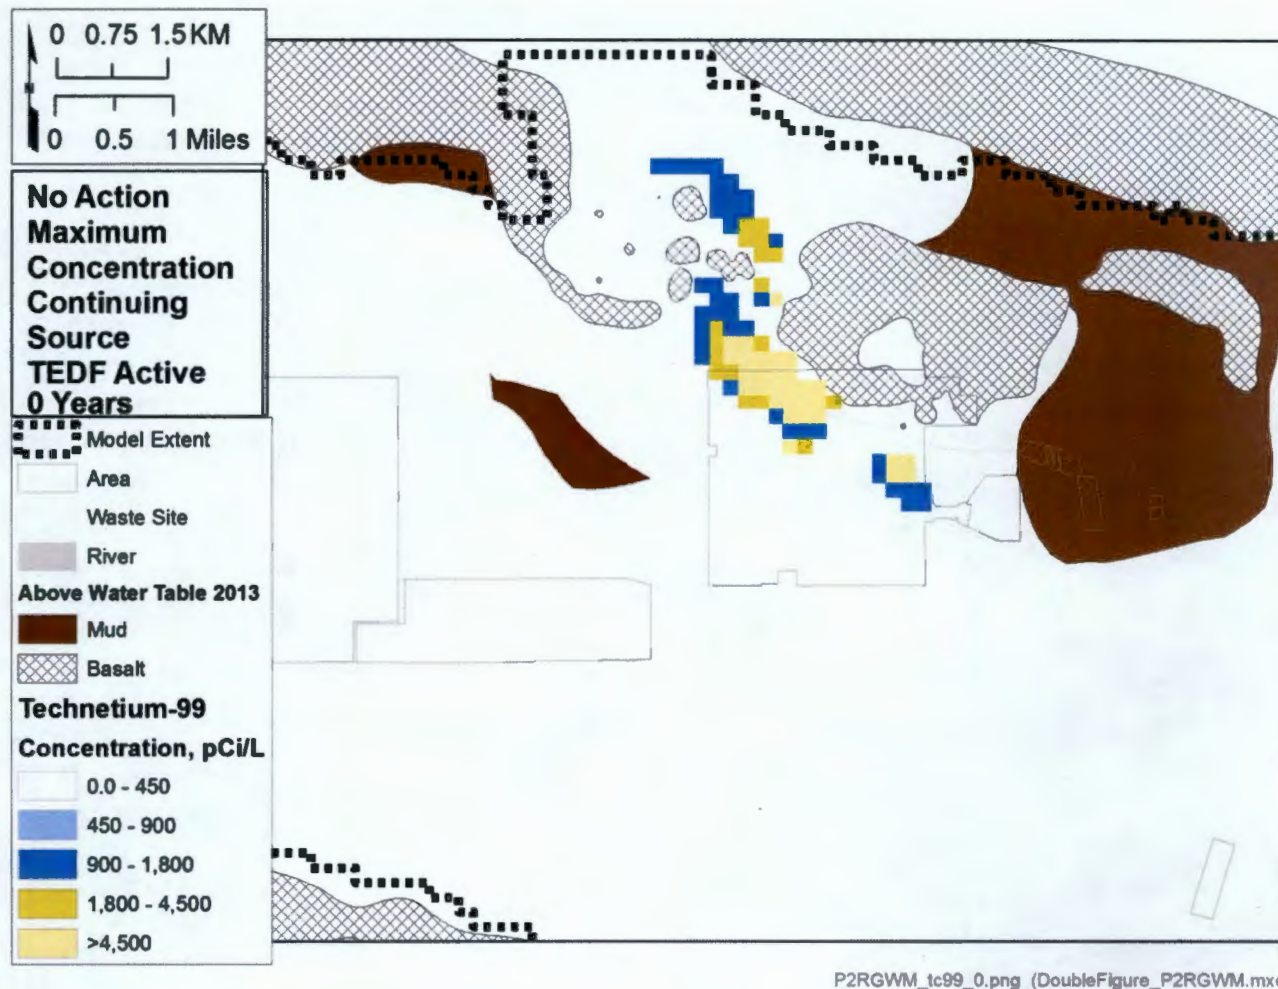 0 0.75 1.5 KM
0 0.5 1 Miles
No Action
Maximum
Concentration
Continuing
Source
TEDF Active
0 Years
Model Extent
Area
Waste Site
River
Above Water Table 2013
Mud
Basalt
Technetium-99
Concentration, pCi/L
0.0 - 450
450 - 900
900 - 1,800
1,800 - 4,500
>4,500
P2RGWM_tc99_0.png (DoubleFigure_P2RGWM.mxd